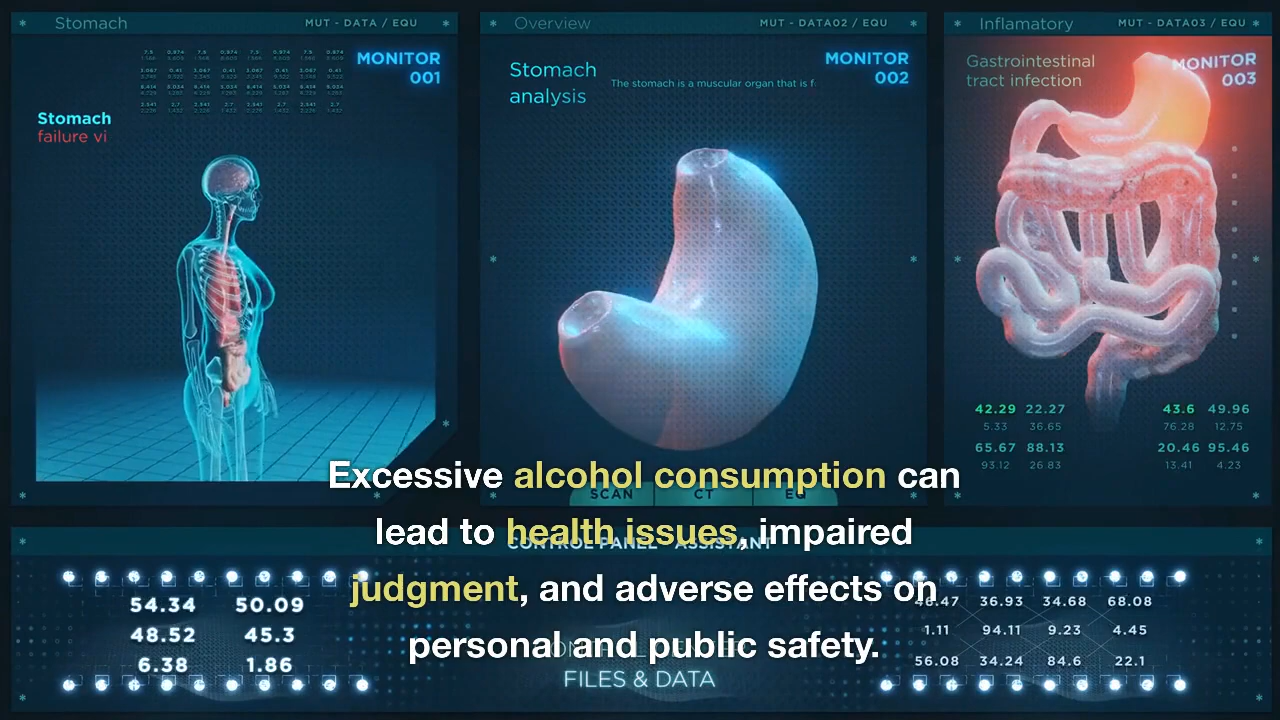 Stomach
MUT - DATA / EQU
MONITOR
001
Stomach
failure vi
Overview
MUT - DATA02 / EQU
MONITOR
002
Stomach
analysis
The stomach is a muscular organ that is f
SCAN CT EQ
Inflamatory
MUT - DATA03 / EQU
MONITOR
003
Gastrointestinal
tract infection
42.29 22.27 43.6 49.96
5.33 36.65 76.28 12.75
65.67 88.13 20.46 95.46
93.12 26.83 13.41 4.23
Excessive alcohol consumption can
lead to health issues, impaired
judgment, and adverse effects on
personal and public safety.
CONTROL PANEL - ASSISTANT
54.34 50.09
48.52 45.3
6.38 1.86
FILES & DATA
36.93 34.68 68.08
1.11 94.11 9.23 4.45
56.08 34.24 84.6 22.1